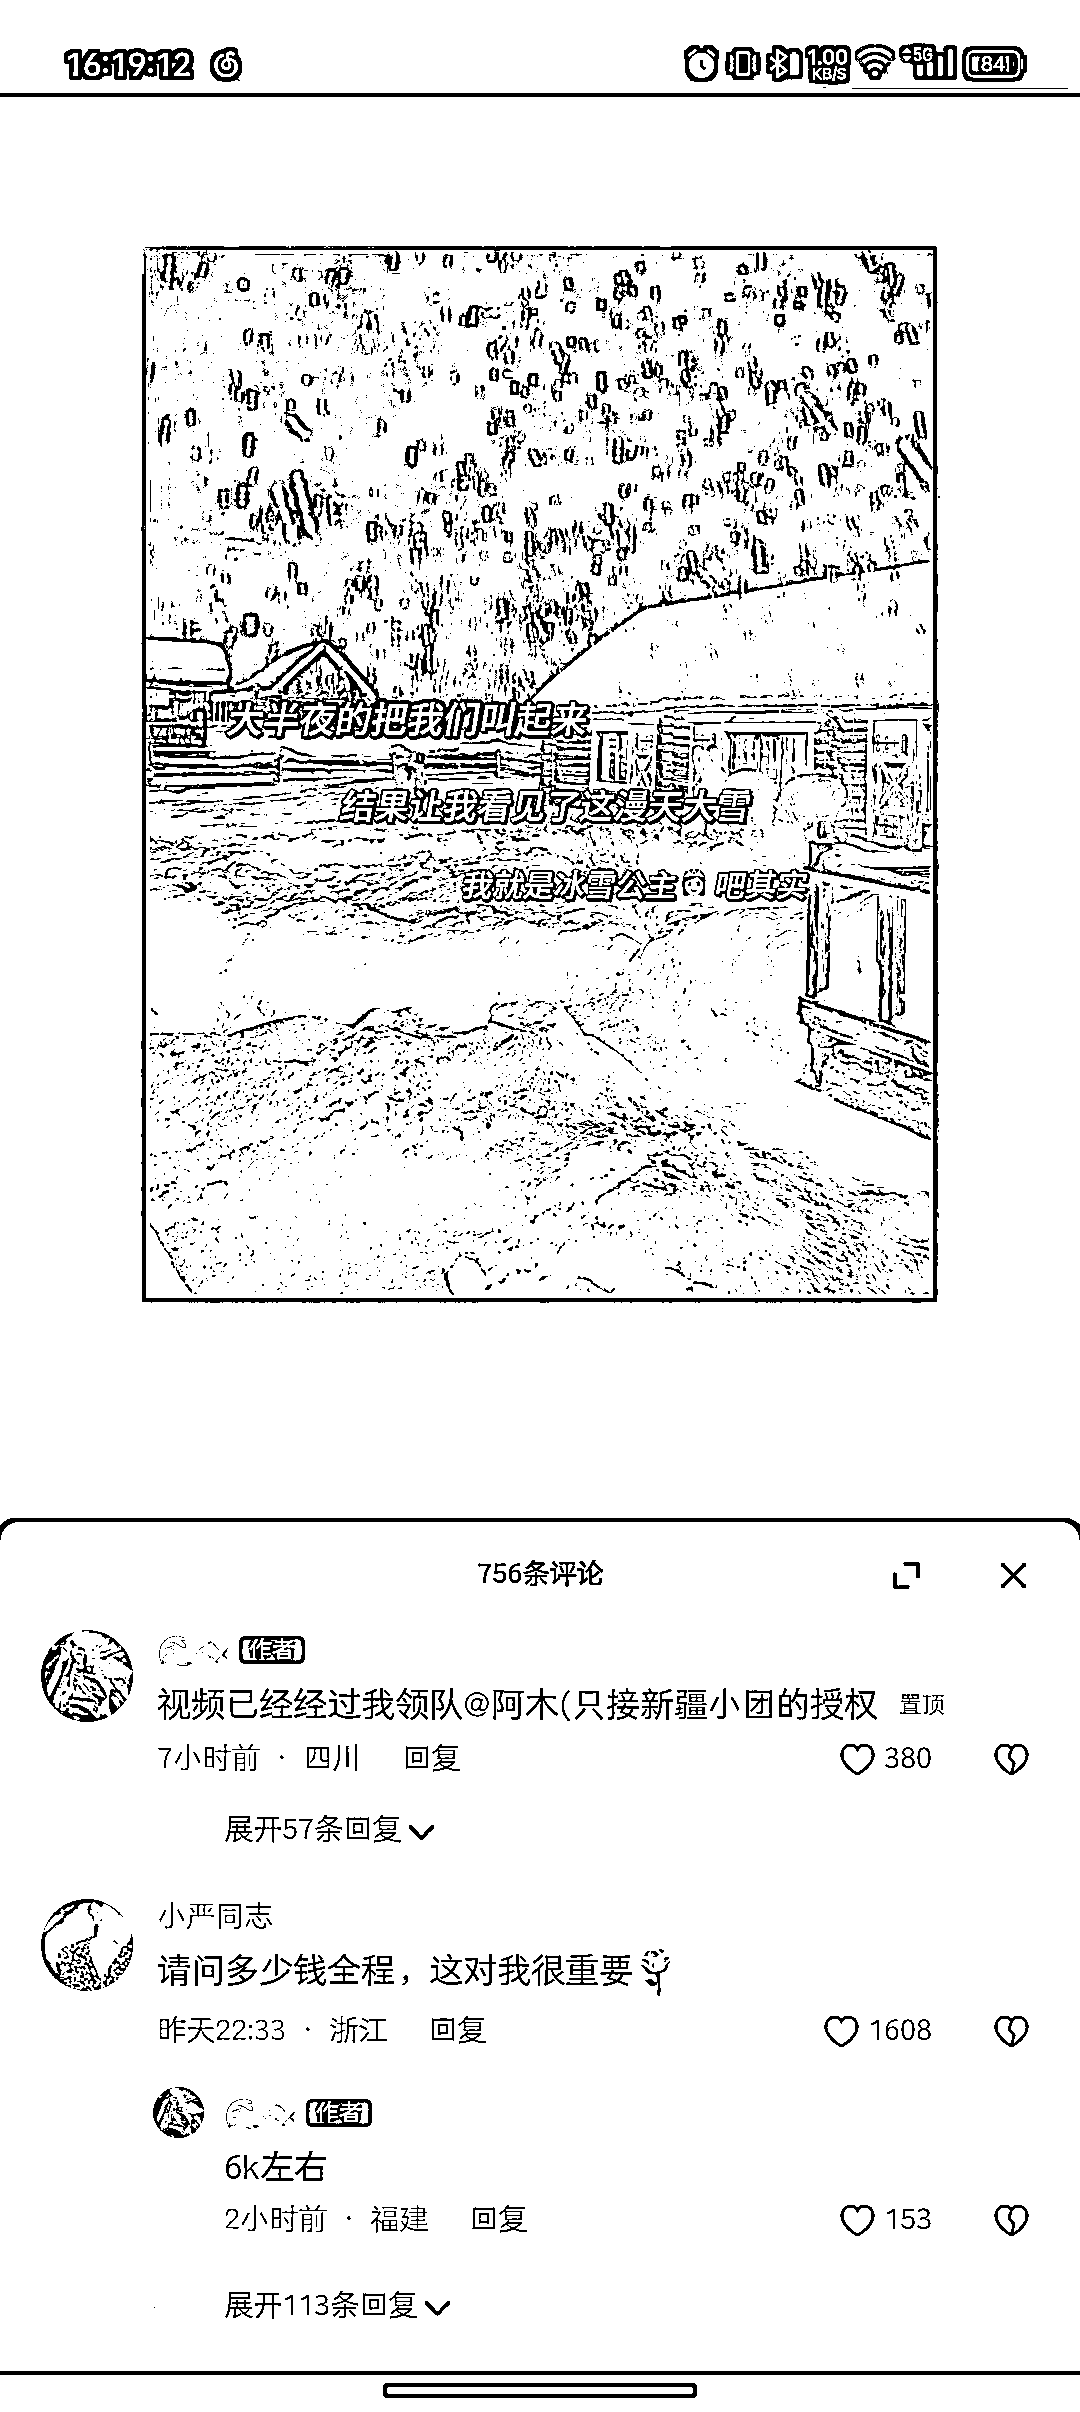 16:19:12
1.00 KB/S 5G 84
大半夜的把我们叫起来
结果让我看见了这漫天大雪
我就是冰雪公主 吧其实
756条评论
作者
视频已经经过我领队@阿木(只接新疆小团的授权 置顶
7小时前 · 四川 回复 380
展开57条回复
小严同志
请问多少钱全程，这对我很重要
昨天22:33 · 浙江 回复 1608
作者
6k左右
2小时前 · 福建 回复 153
展开113条回复